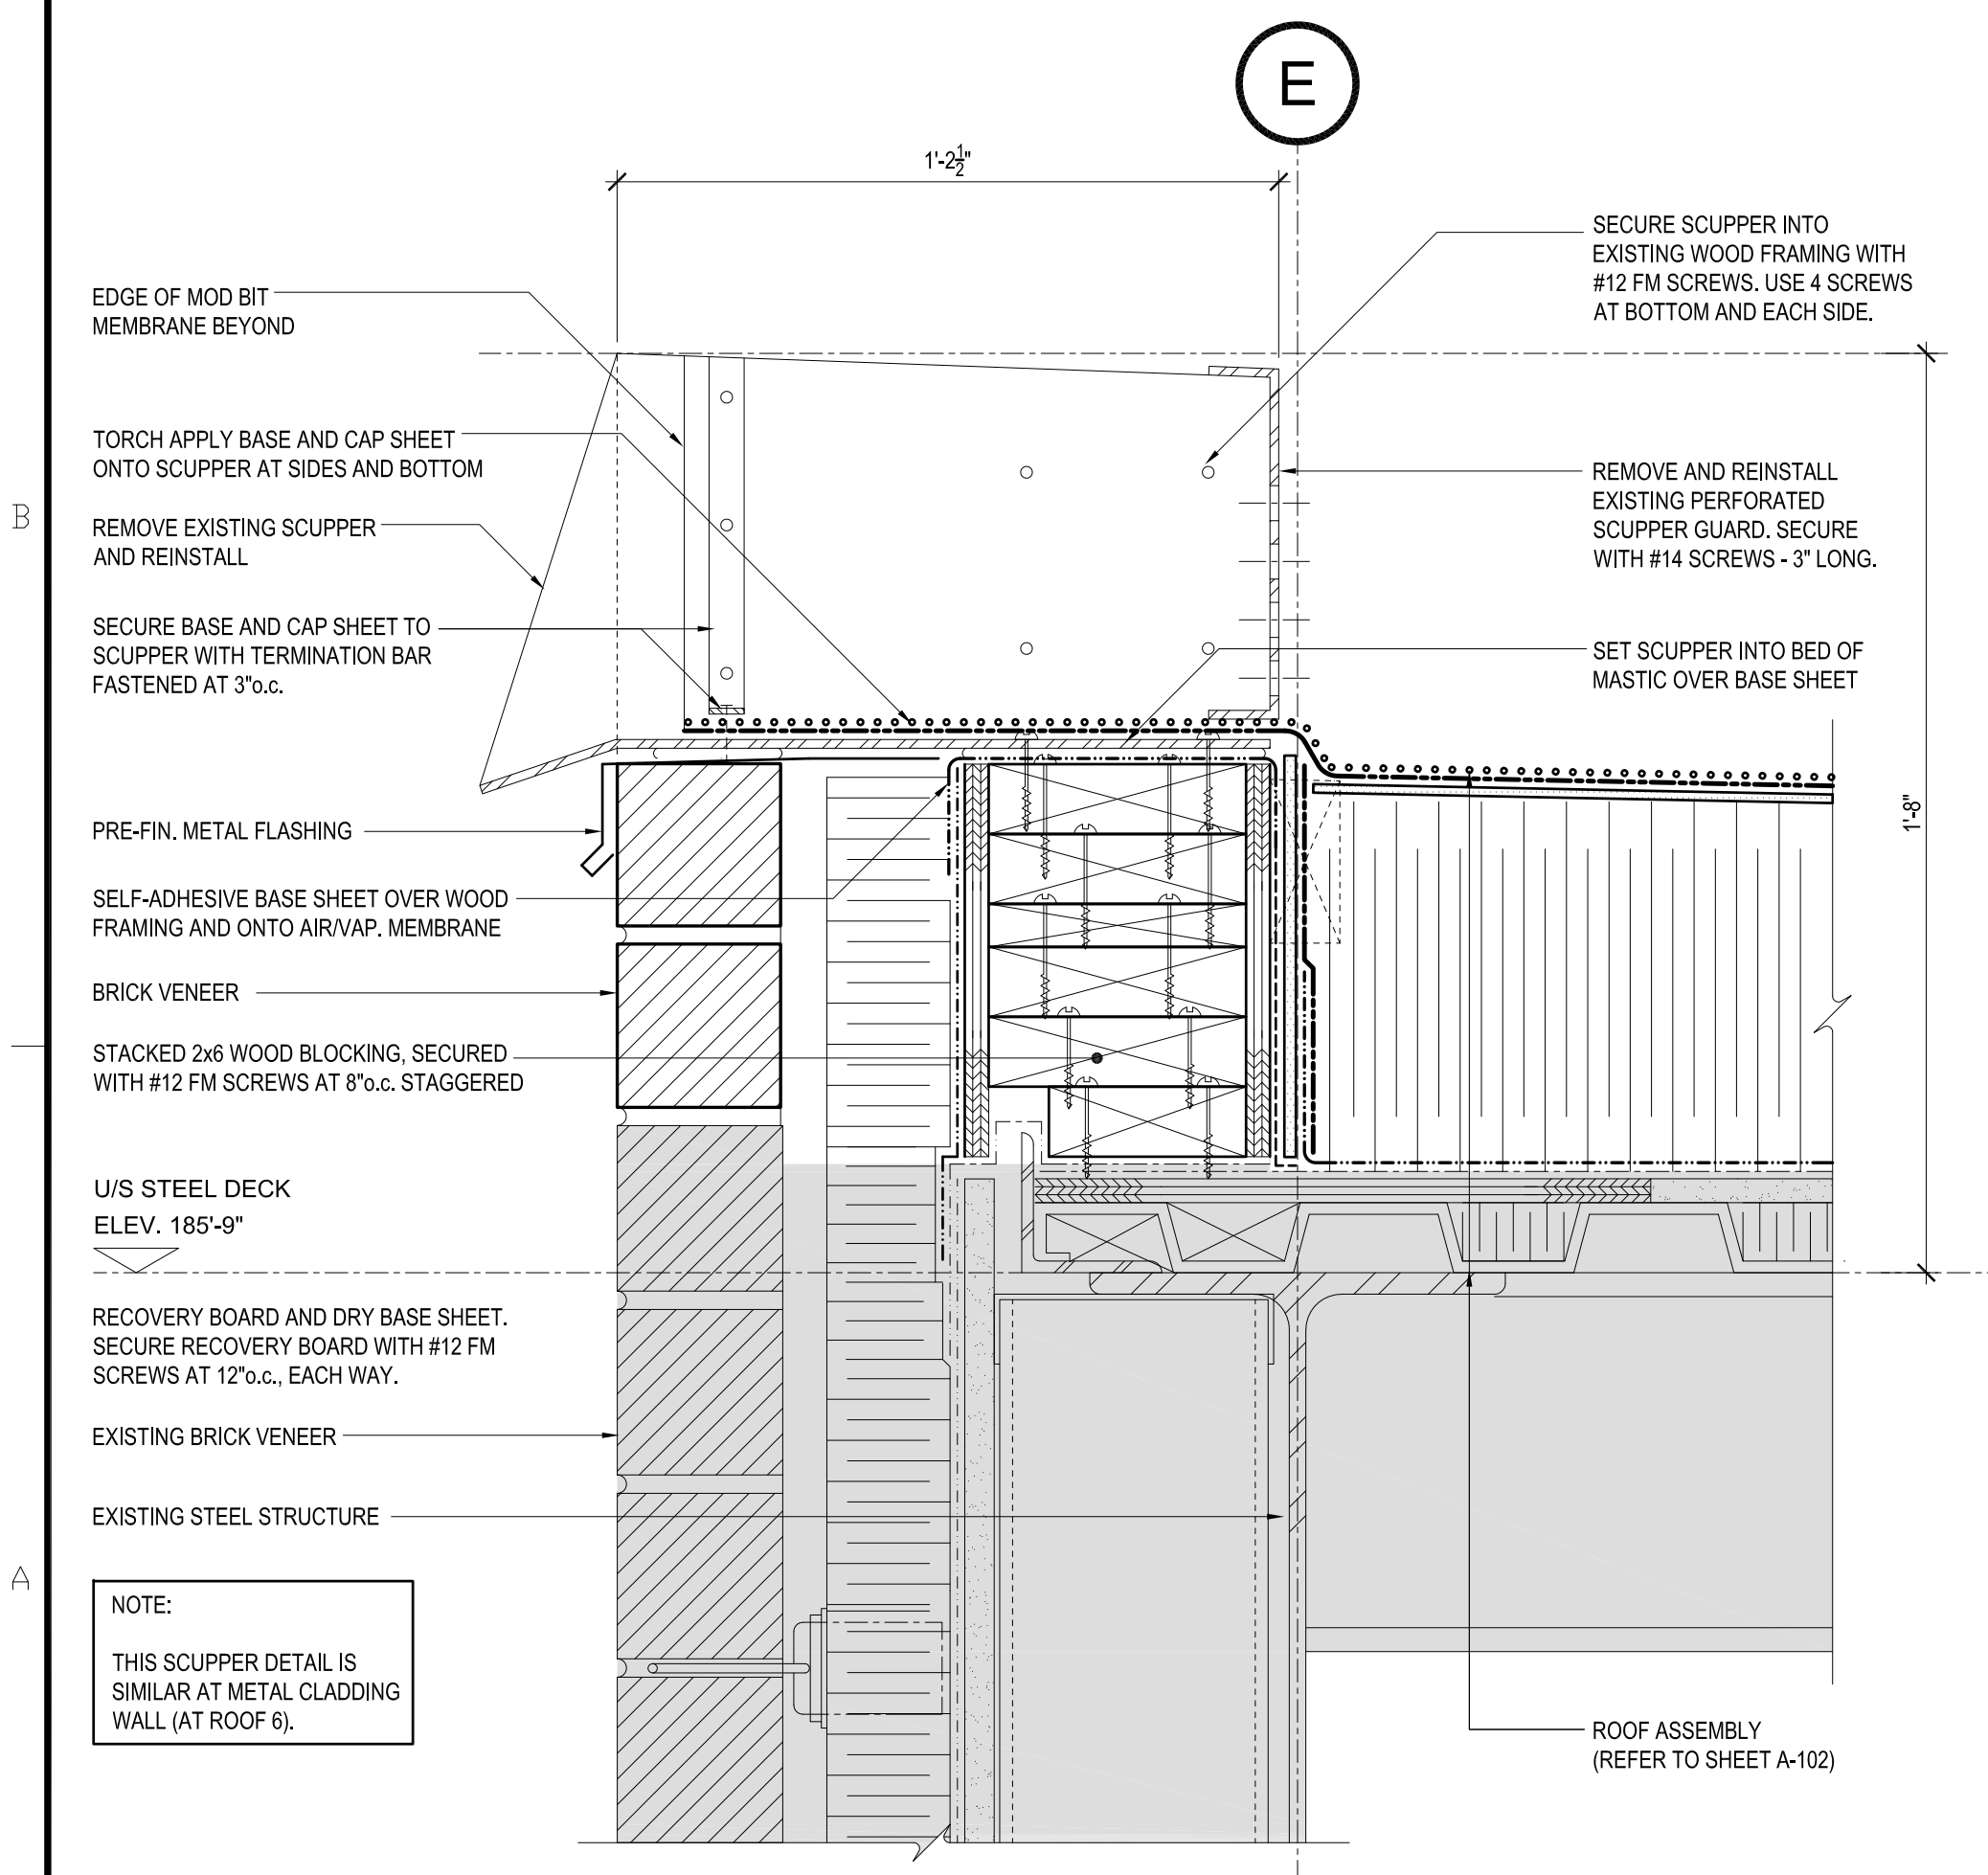 E
1'-2 1/2"
EDGE OF MOD BIT
MEMBRANE BEYOND
TORCH APPLY BASE AND CAP SHEET
ONTO SCUPPER AT SIDES AND BOTTOM
B
REMOVE EXISTING SCUPPER
AND REINSTALL
SECURE BASE AND CAP SHEET TO
SCUPPER WITH TERMINATION BAR
FASTENED AT 3"o.c.
PRE-FIN. METAL FLASHING
SELF-ADHESIVE BASE SHEET OVER WOOD
FRAMING AND ONTO AIR/VAP. MEMBRANE
BRICK VENEER
STACKED 2x6 WOOD BLOCKING, SECURED
WITH #12 FM SCREWS AT 8"o.c. STAGGERED
U/S STEEL DECK
ELEV. 185'-9"
RECOVERY BOARD AND DRY BASE SHEET.
SECURE RECOVERY BOARD WITH #12 FM
SCREWS AT 12"o.c., EACH WAY.
EXISTING BRICK VENEER
EXISTING STEEL STRUCTURE
A
NOTE:
THIS SCUPPER DETAIL IS
SIMILAR AT METAL CLADDING
WALL (AT ROOF 6).
SECURE SCUPPER INTO
EXISTING WOOD FRAMING WITH
#12 FM SCREWS. USE 4 SCREWS
AT BOTTOM AND EACH SIDE.
REMOVE AND REINSTALL
EXISTING PERFORATED
SCUPPER GUARD. SECURE
WITH #14 SCREWS - 3" LONG.
SET SCUPPER INTO BED OF
MASTIC OVER BASE SHEET
1'-8"
ROOF ASSEMBLY
(REFER TO SHEET A-102)